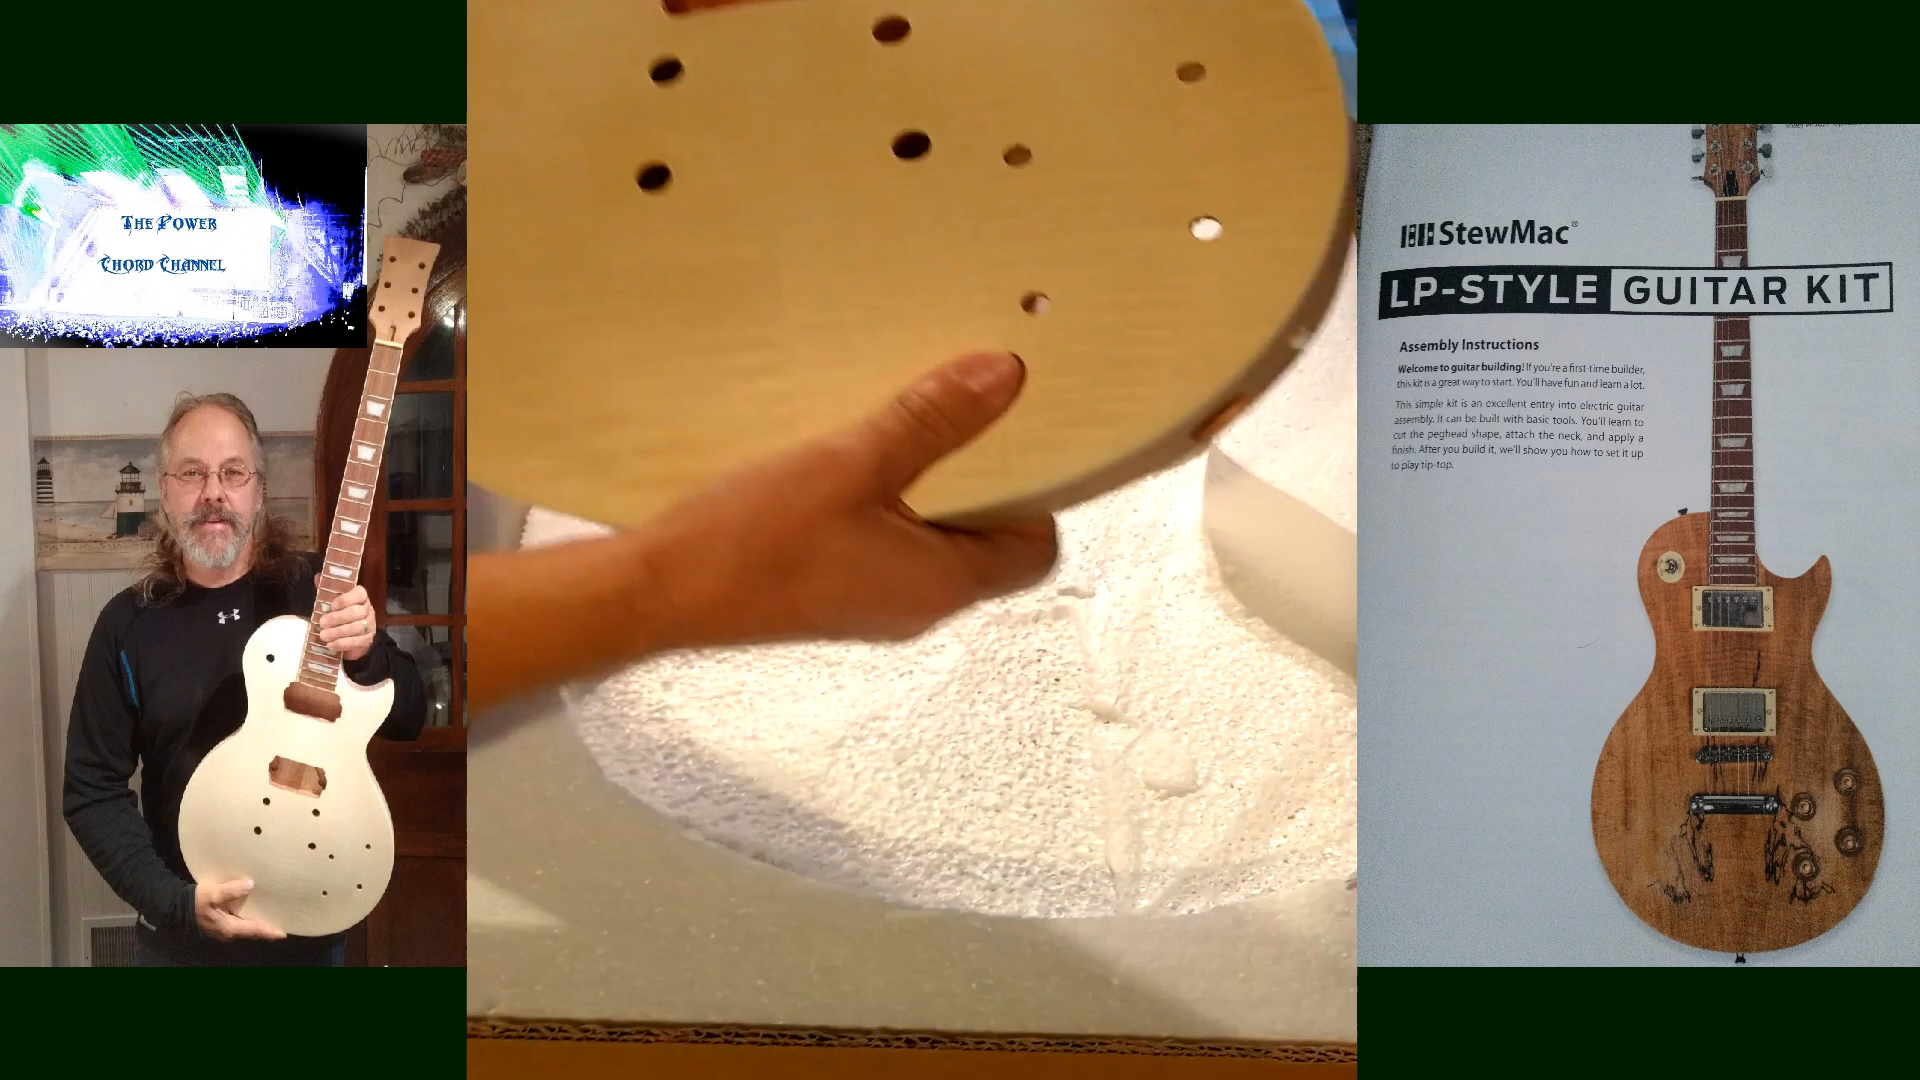 The Power
Chord Channel
StewMac®
LP-STYLE GUITAR KIT
Assembly Instructions
Welcome to guitar building! If you're a first-time builder,
this kit is a great way to start. You'll have fun and learn a lot.
This simple kit is an excellent entry into electric guitar
assembly. It can be built with basic tools. You'll learn to
cut the peghead shape, attach the neck, and apply a
finish. After you build it, we'll show you how to set it up
to play tip-top.